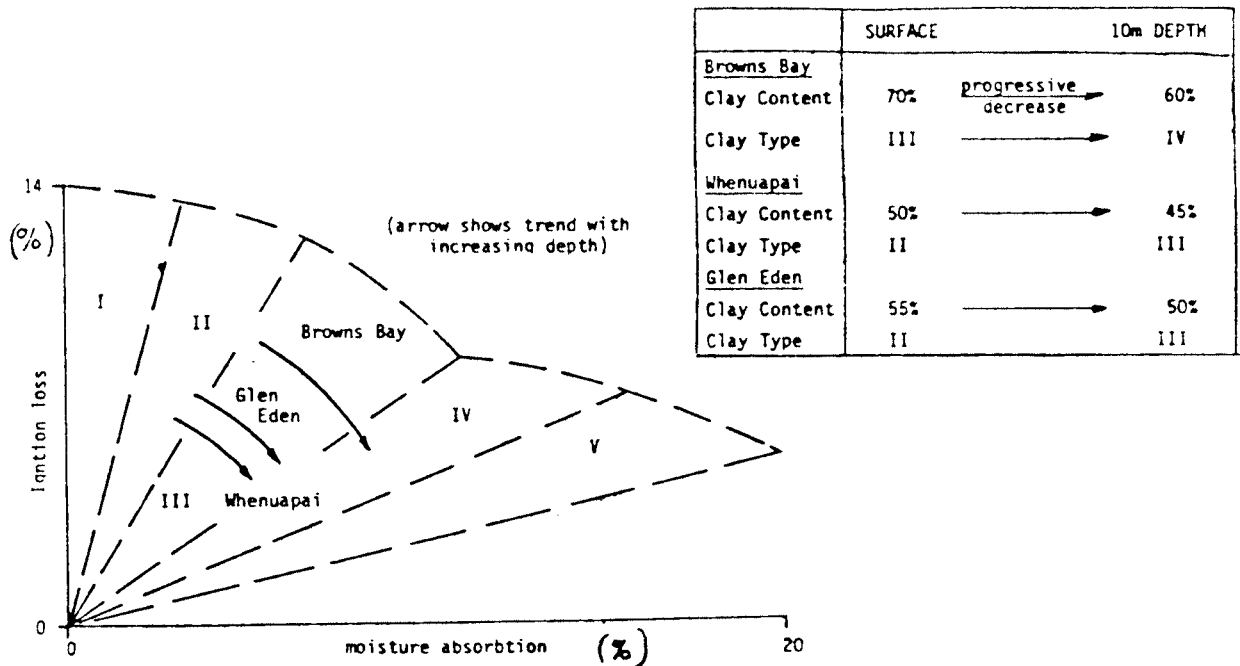 SURFACE 10m DEPTH
Browns Bay
Clay Content 70% progressive decrease 60%
Clay Type III IV
Whenuapai
Clay Content 50% 45%
Clay Type II III
Glen Eden
Clay Content 55% 50%
Clay Type II III
14
(%)
(arrow shows trend with
increasing depth)
I
II
Browns Bay
Glen
Eden
IV
V
III Whenuapai
Igntion loss
0
0
moisture absorbtion (%)
20